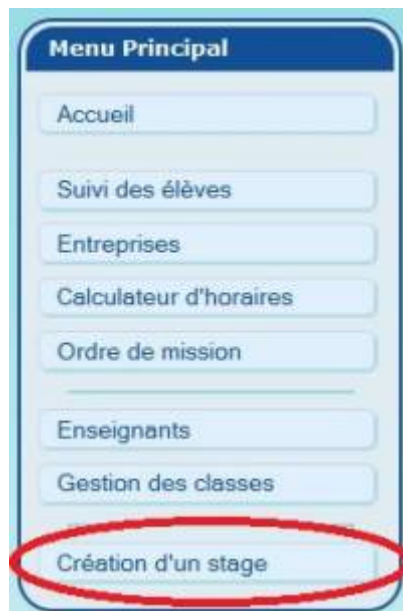 Menu Principal
Accueil
Suivi des élèves
Entreprises
Calculateur d'horaires
Ordre de mission
Enseignants
Gestion des classes
Création d'un stage